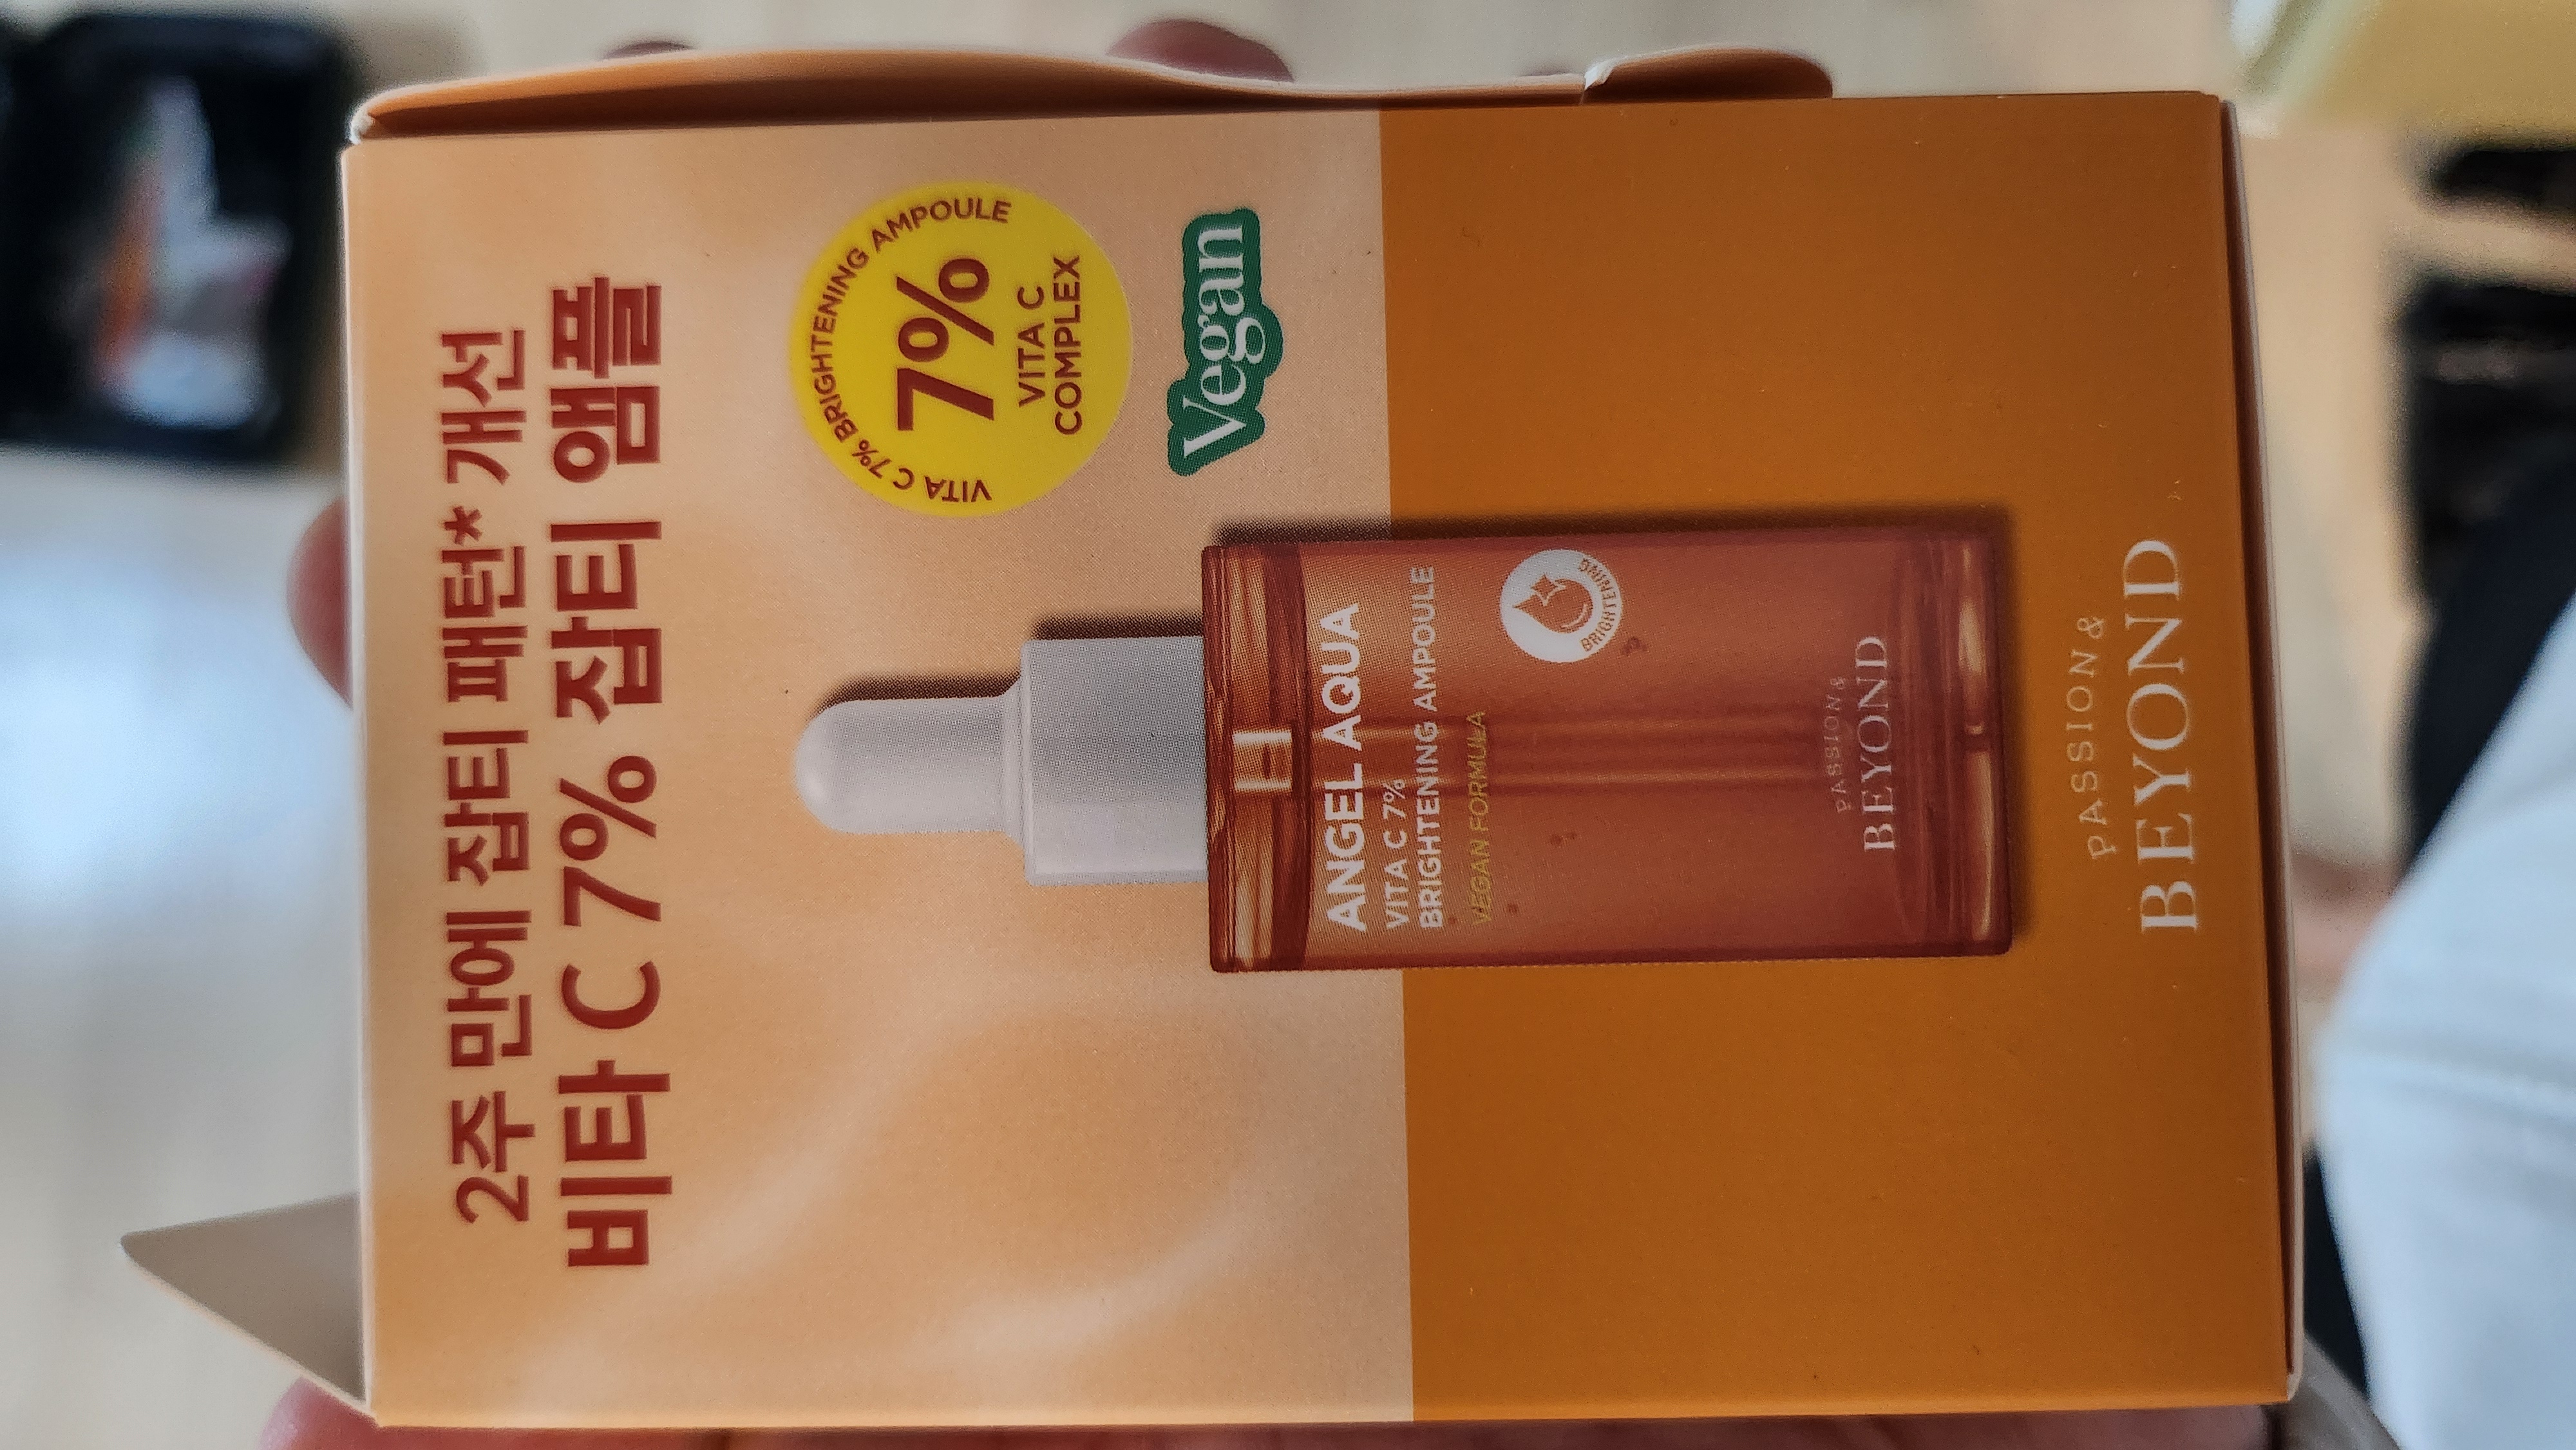 2주 만에 잡티 패턴* 개선
비타 C 7% 잡티 앰플
VITA C 7% BRIGHTENING AMPOULE
7%
VITA C
COMPLEX
Vegan
ANGEL AQUA
VITA C 7%
BRIGHTENING AMPOULE
VEGAN FORMULA
BRIGHTENING
PASSION &
BEYOND
PASSION &
BEYOND